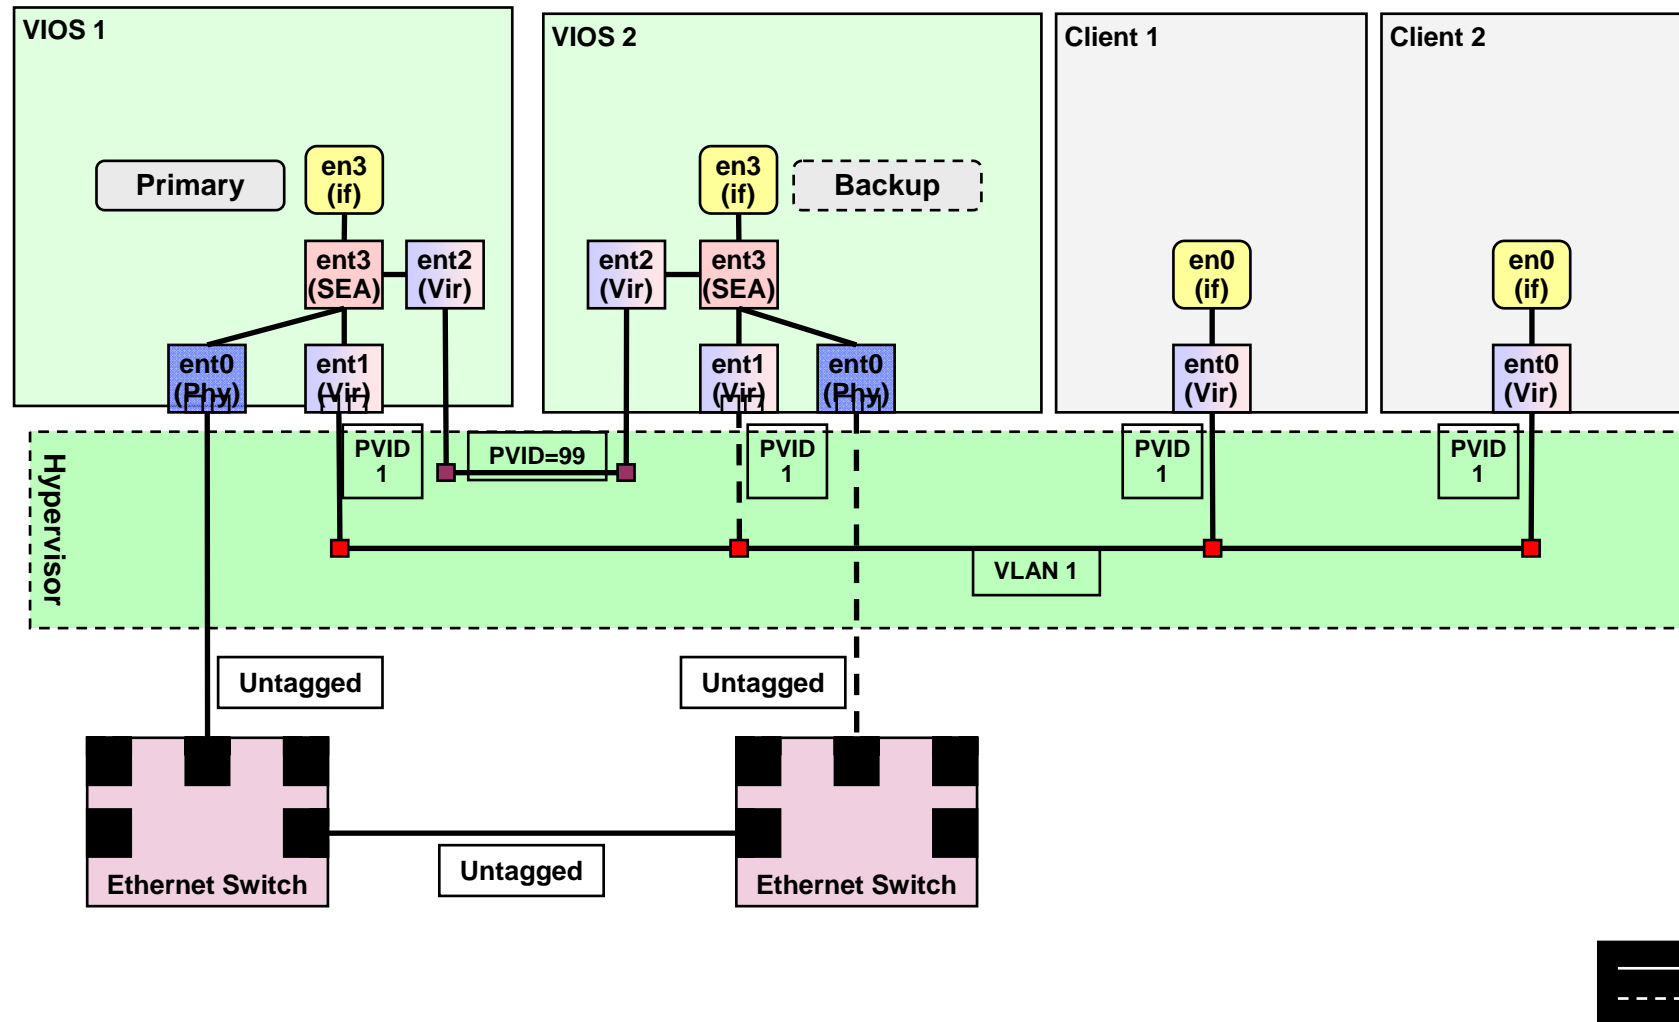 VIOS 1
VIOS 2
Client 1
Client 2
Primary
en3
(if)
en3
(if)
Backup
ent3
(SEA)
ent2
(Vir)
ent2
(Vir)
ent3
(SEA)
en0
(if)
en0
(if)
ent0
(Phy)
ent1
(Vir)
ent1
(Vir)
ent0
(Phy)
ent0
(Vir)
ent0
(Vir)
Hypervisor
PVID
1
PVID=99
PVID
1
PVID
1
PVID
1
VLAN 1
Untagged
Untagged
Untagged
Ethernet Switch
Ethernet Switch